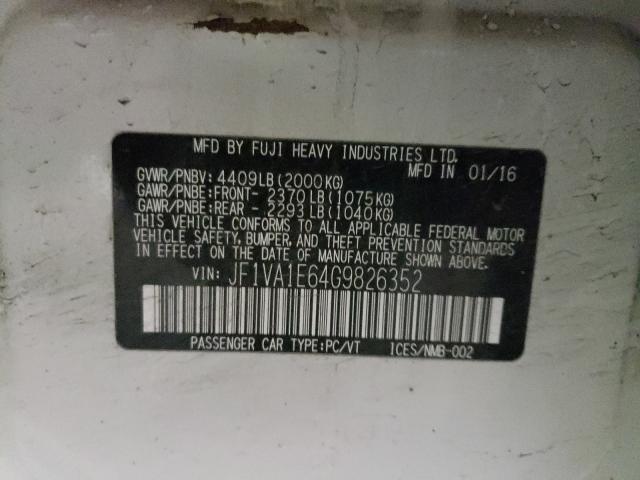 MFD BY FUJI HEAVY INDUSTRIES LTD.
MFD IN 01/16
GVWR/PNBV: 4409LB(2000KG)
GAWR/PNBE:FRONT- 2370LB(1075KG)
GAWR/PNBE:REAR - 2293LB(1040KG)
THIS VEHICLE CONFORMS TO ALL APPLICABLE FEDERAL MOTOR
VEHICLE SAFETY, BUMPER, AND THEFT PREVENTION STANDARDS
IN EFFECT ON THE DATE OF MANUFACTURE SHOWN ABOVE.
VIN: JF1VA1E64G9826352
PASSENGER CAR TYPE:PC/VT ICES/NMB-002